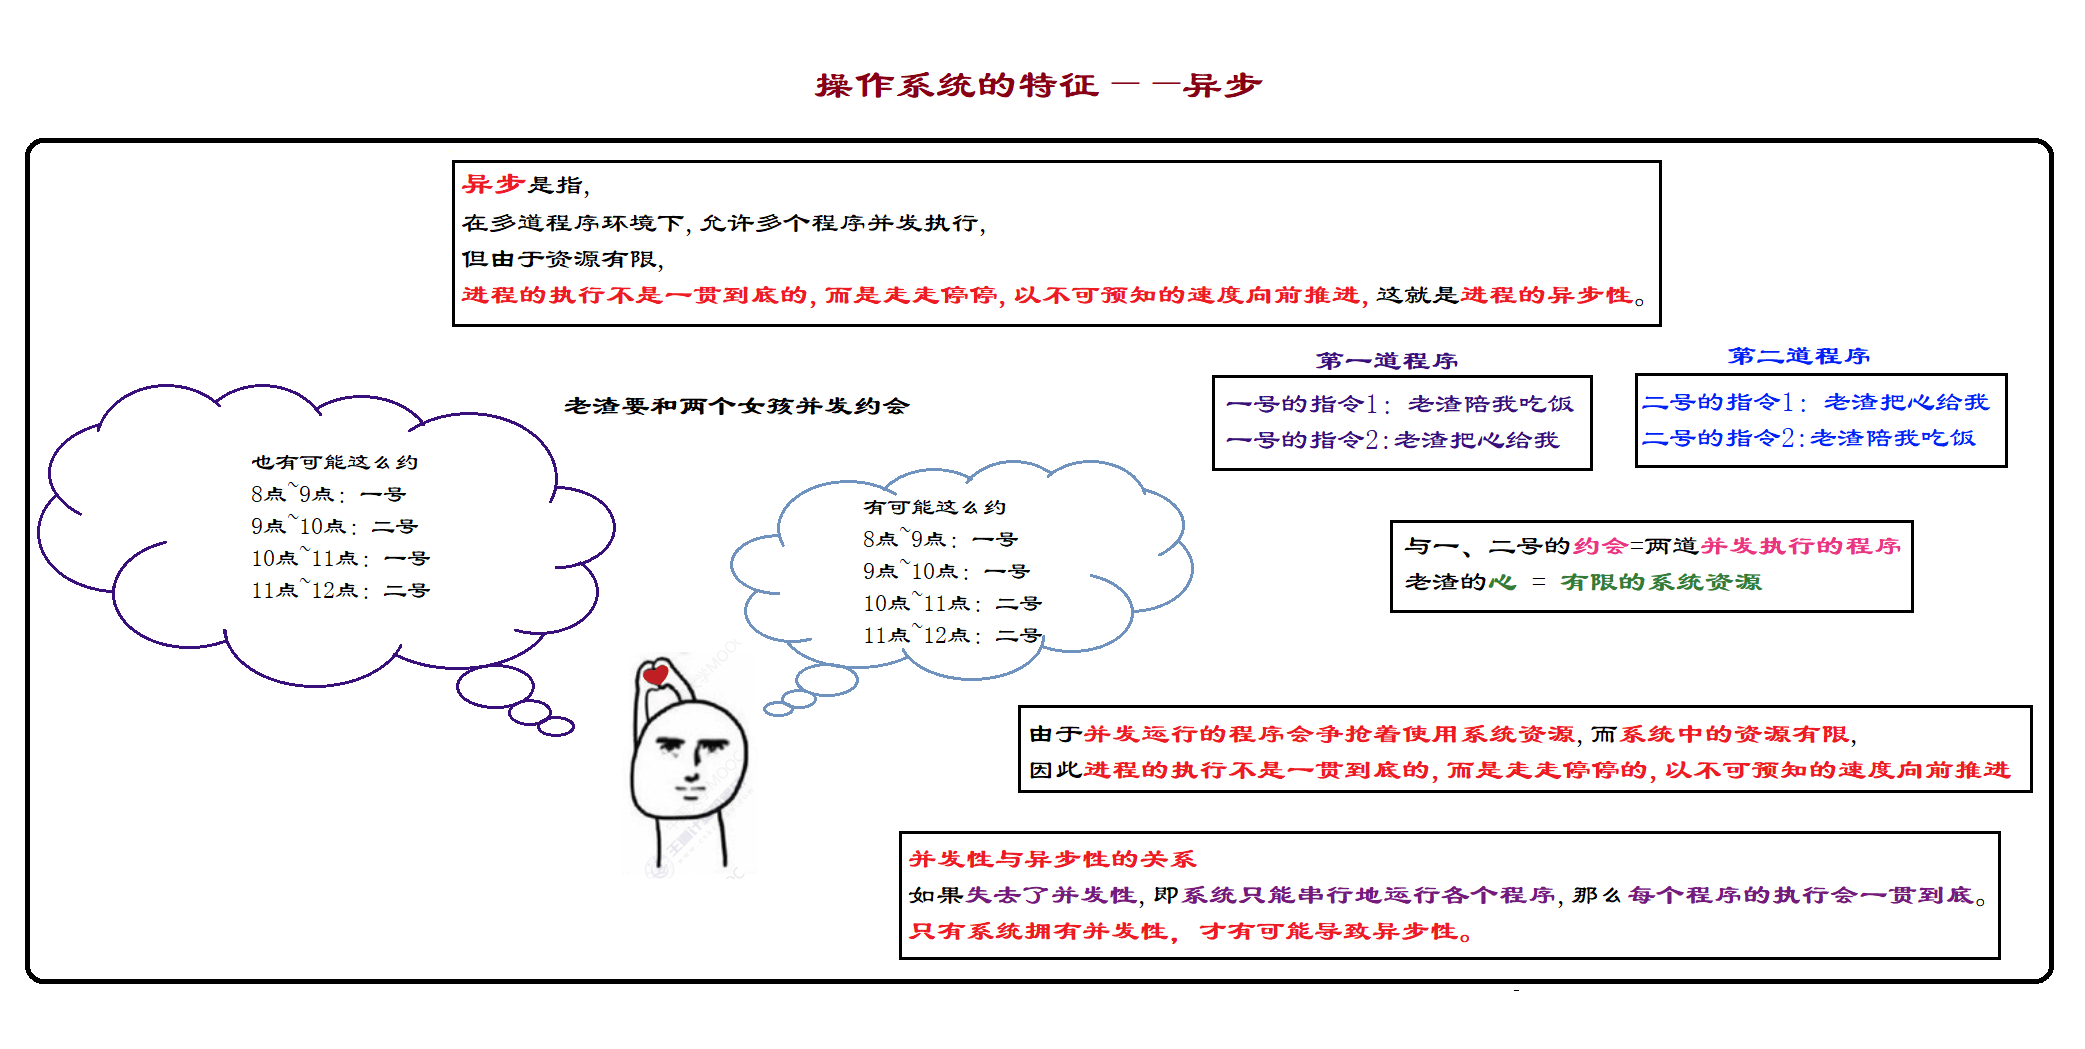 操作系统的特征——异步
异步是指,
在多道程序环境下,允许多个程序并发执行,
但由于资源有限,
进程的执行不是一贯到底的,而是走走停停,以不可预知的速度向前推进,这就是进程的异步性。
第一道程序
一号的指令1：老渣陪我吃饭
一号的指令2:老渣把心给我
第二道程序
二号的指令1：老渣把心给我
二号的指令2:老渣陪我吃饭
老渣要和两个女孩并发约会
也有可能这么约
8点~9点：一号
9点~10点：二号
10点~11点：一号
11点~12点：二号
有可能这么约
8点~9点：一号
9点~10点：一号
10点~11点：二号
11点~12点：二号
与一、二号的约会=两道并发执行的程序
老渣的心 = 有限的系统资源
由于并发运行的程序会争抢着使用系统资源,而系统中的资源有限,
因此进程的执行不是一贯到底的,而是走走停停的,以不可预知的速度向前推进
并发性与异步性的关系
如果失去了并发性,即系统只能串行地运行各个程序,那么每个程序的执行会一贯到底。
只有系统拥有并发性，才有可能导致异步性。